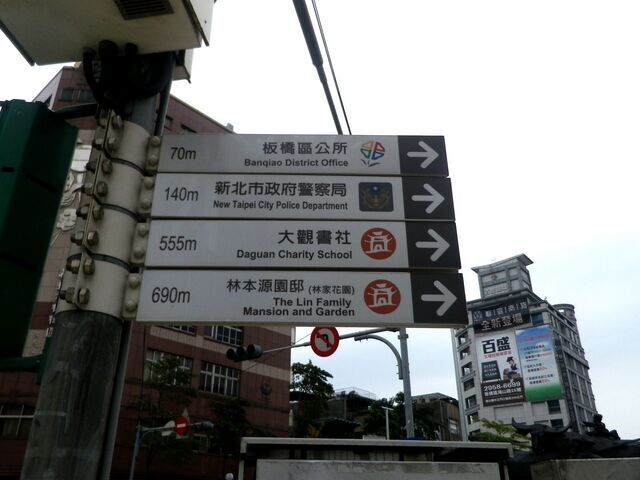 70m 板橋區公所
Banqiao District Office
140m 新北市政府警察局
New Taipei City Police Department
555m 大觀書社
Daguan Charity School
690m 林本源園邸 (林家花園)
The Lin Family
Mansion and Garden
全新登場
百盛
2958-6699